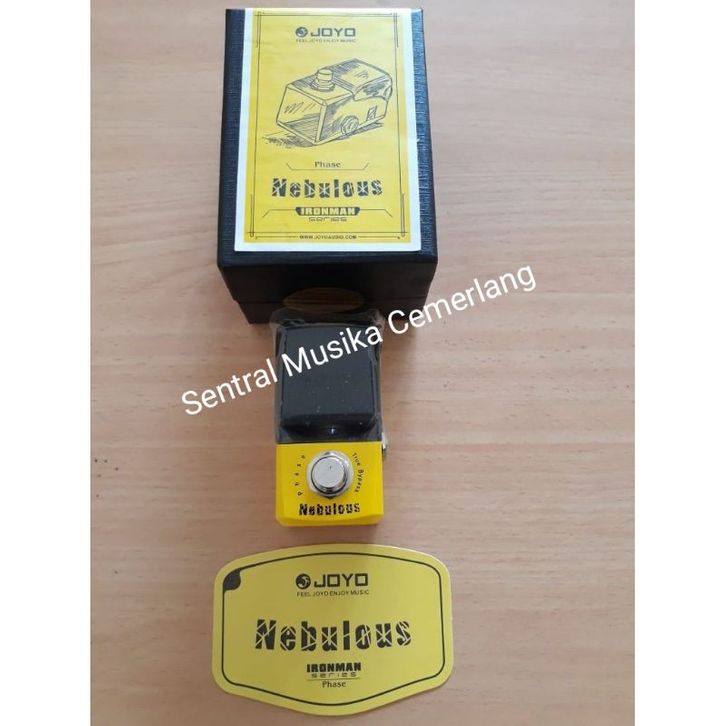 JOYO
FEEL JOYO ENJOY MUSIC
Phase
Nebulous
IRONMAN
series
WWW.JOYOAUDIO.COM
Sentral Musika Cemerlang
Phase
True Bypass
Nebulous
JOYO
FEEL JOYO ENJOY MUSIC
Nebulous
IRONMAN
series
Phase